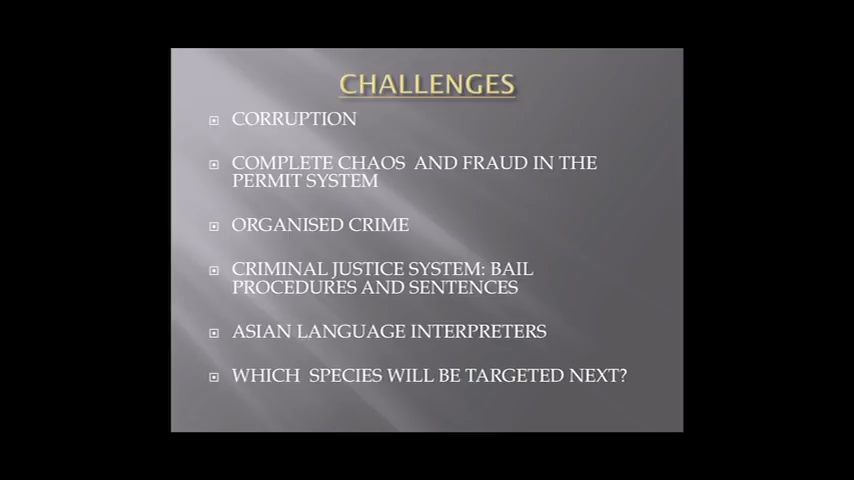 CHALLENGES
CORRUPTION
COMPLETE CHAOS AND FRAUD IN THE
PERMIT SYSTEM
ORGANISED CRIME
CRIMINAL JUSTICE SYSTEM: BAIL
PROCEDURES AND SENTENCES
ASIAN LANGUAGE INTERPRETERS
WHICH SPECIES WILL BE TARGETED NEXT?